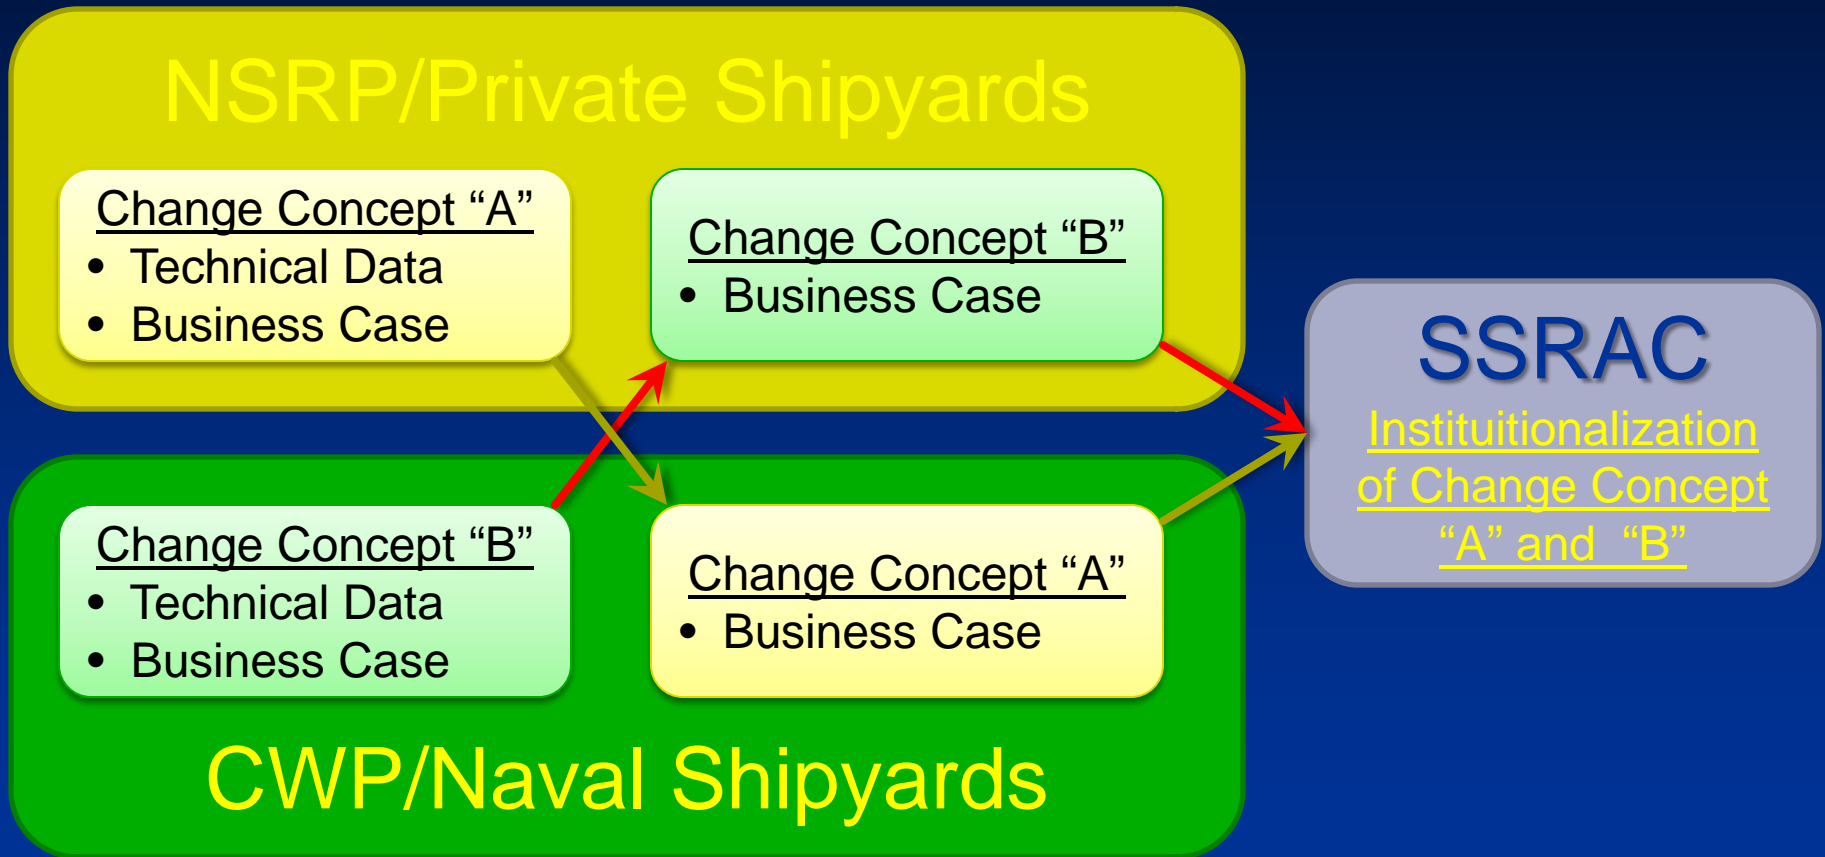 NSRP/Private Shipyards
Change Concept “A”
• Technical Data
• Business Case
Change Concept “B”
• Business Case
Change Concept “B”
• Technical Data
• Business Case
Change Concept “A”
• Business Case
CWP/Naval Shipyards
SSRAC
Instituitionalization
of Change Concept
“A” and “B”